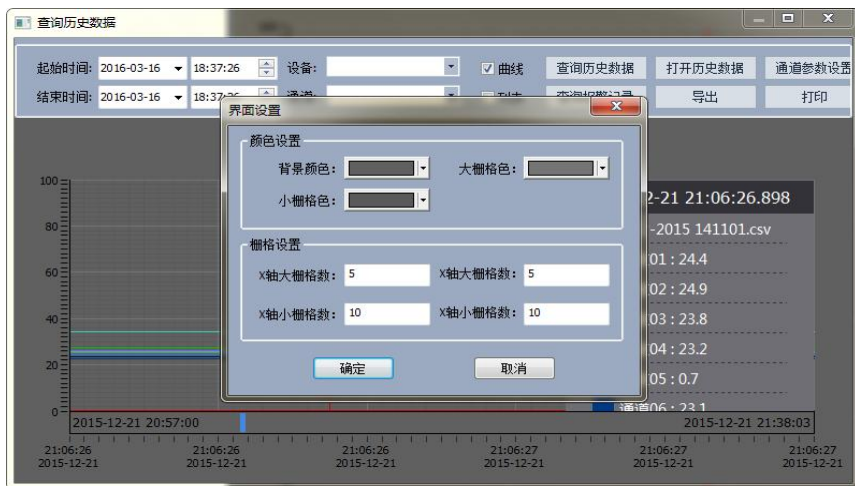 查询历史数据
起始时间: 2016-03-16 18:37:26 设备: 曲线 查询历史数据 打开历史数据 通道参数设置
结束时间: 2016-03-16 18:37:26 导出 打印
界面设置
颜色设置
背景颜色: 大栅格色:
小栅格色:
栅格设置
X轴大栅格数: 5 X轴大栅格数: 5
X轴小栅格数: 10 X轴小栅格数: 10
确定 取消
100
80
60
40
20
0
2-21 21:06:26.898
-2015 141101.csv
01 : 24.4
02 : 24.9
03 : 23.8
04 : 23.2
05 : 0.7
通道06 : 23.1
2015-12-21 20:57:00 2015-12-21 21:38:03
21:06:26 21:06:26 21:06:26 21:06:27 21:06:27 21:06:27
2015-12-21 2015-12-21 2015-12-21 2015-12-21 2015-12-21 2015-12-21